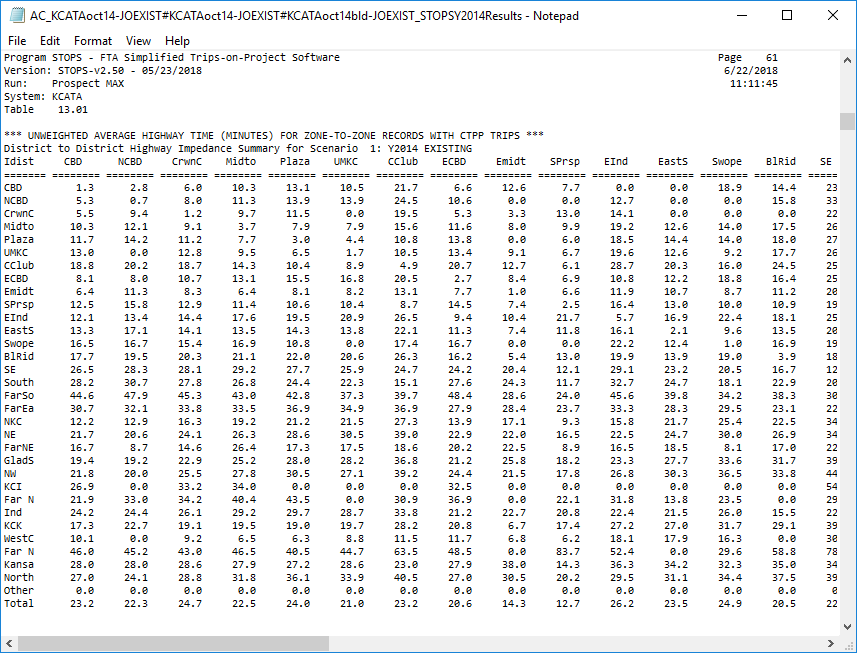 AC_KCATAoct14-JOEXIST#KCATAoct14-JOEXIST#KCATAoct14bld-JOEXIST_STOPSY2014Results - Notepad
File Edit Format View Help
Program STOPS - FTA Simplified Trips-on-Project Software Page 61
Version: STOPS-v2.50 - 05/23/2018 6/22/2018
Run: Prospect MAX 11:11:45
System: KCATA
Table 13.01
*** UNWEIGHTED AVERAGE HIGHWAY TIME (MINUTES) FOR ZONE-TO-ZONE RECORDS WITH CTPP TRIPS ***
District to District Highway Impedance Summary for Scenario 1: Y2014 EXISTING
Idist CBD NCBD CrwnC Midto Plaza UMKC CClub ECBD Emidt SPrsp EInd EastS Swope BlRid SE
======= ======== ======== ======== ======== ======== ======== ======== ======== ======== ======== ======== ======== ======== ======== =====
CBD 1.3 2.8 6.0 10.3 13.1 10.5 21.7 6.6 12.6 7.7 0.0 0.0 18.9 14.4 23
NCBD 5.3 0.7 8.0 11.3 13.9 13.9 24.5 10.6 0.0 0.0 12.7 0.0 0.0 15.8 33
CrwnC 5.5 9.4 1.2 9.7 11.5 0.0 19.5 5.3 3.3 13.0 14.1 0.0 0.0 0.0 22
Midto 10.3 12.1 9.1 3.7 7.9 7.9 15.6 11.6 8.0 9.9 19.2 12.6 14.0 17.5 26
Plaza 11.7 14.2 11.2 7.7 3.0 4.4 10.8 13.8 0.0 6.0 18.5 14.4 14.0 18.0 27
UMKC 13.0 0.0 12.8 9.5 6.5 1.7 10.5 13.4 9.1 6.7 19.6 12.6 9.2 17.7 26
CClub 18.8 20.2 18.7 14.3 10.4 8.9 4.9 20.7 12.7 6.1 28.7 20.3 16.0 24.5 25
ECBD 8.1 8.0 10.7 13.1 15.5 16.8 20.5 2.7 8.4 6.9 10.8 12.2 18.8 16.4 25
Emidt 6.4 11.3 8.3 6.4 8.1 8.2 13.1 7.7 1.0 6.6 11.9 10.7 8.7 11.2 20
SPrsp 12.5 15.8 12.9 11.4 10.6 10.4 8.7 14.5 7.4 2.5 16.4 13.0 10.0 10.9 19
EInd 12.1 13.4 14.4 17.6 19.5 20.9 26.5 9.4 10.4 21.7 5.7 16.9 22.4 18.1 25
EastS 13.3 17.1 14.1 13.5 14.3 13.8 22.1 11.3 7.4 11.8 16.1 2.1 9.6 13.5 20
Swope 16.5 16.7 15.4 16.9 10.8 0.0 17.4 16.7 0.0 0.0 22.2 12.4 1.0 16.9 19
BlRid 17.7 19.5 20.3 21.1 22.0 20.6 26.3 16.2 5.4 13.0 19.9 13.9 19.0 3.9 18
SE 26.5 28.3 28.1 29.2 27.7 25.9 24.7 24.2 20.4 12.1 29.1 23.2 20.5 16.7 12
South 28.2 30.7 27.8 26.8 24.4 22.3 15.1 27.6 24.3 11.7 32.7 24.7 18.1 22.9 20
FarSo 44.6 47.9 45.3 43.0 42.8 37.3 39.7 48.4 28.6 24.0 45.6 39.8 34.2 38.3 30
FarEa 30.7 32.1 33.8 33.5 36.9 34.9 36.9 27.9 28.4 23.7 33.3 28.3 29.5 23.1 22
NKC 12.2 12.9 16.3 19.2 21.2 21.5 27.3 13.9 17.1 9.3 15.8 21.7 25.4 22.5 34
NE 21.7 20.6 24.1 26.3 28.6 30.5 39.0 22.9 22.0 16.5 22.5 24.7 30.0 26.9 34
FarNE 16.7 8.7 14.6 26.4 17.3 17.5 18.6 20.2 22.5 8.9 16.5 18.5 8.1 17.0 22
GladS 19.4 19.2 22.9 25.2 28.0 28.2 36.8 21.2 25.8 18.2 23.3 27.7 33.6 31.7 39
NW 21.8 20.0 25.5 27.8 30.5 27.1 39.2 24.4 21.5 17.8 26.8 30.3 36.5 33.8 44
KCI 26.9 0.0 33.2 34.0 0.0 0.0 0.0 32.5 0.0 0.0 0.0 0.0 0.0 0.0 54
Far N 21.9 33.0 34.2 40.4 43.5 0.0 30.9 36.9 0.0 22.1 31.8 13.8 23.5 0.0 29
Ind 24.2 24.4 26.1 29.2 29.7 28.7 33.8 21.2 22.7 20.8 22.4 21.5 26.0 15.5 22
KCK 17.3 22.7 19.1 19.5 19.0 19.7 28.2 20.8 6.7 17.4 27.2 27.0 31.7 29.1 39
WestC 10.1 0.0 9.2 6.5 6.3 8.8 11.5 11.7 6.8 6.2 18.1 17.9 16.3 0.0 30
Far N 46.0 45.2 43.0 46.5 40.5 44.7 63.5 48.5 0.0 83.7 52.4 0.0 29.6 58.8 78
Kansa 28.0 28.0 28.6 27.9 27.2 28.6 23.0 27.9 38.0 14.3 36.3 34.2 32.3 35.0 34
North 27.0 24.1 28.8 31.8 36.1 33.9 40.5 27.0 30.5 20.2 29.5 31.1 34.4 37.5 39
Other 0.0 0.0 0.0 0.0 0.0 0.0 0.0 0.0 0.0 0.0 0.0 0.0 0.0 0.0 0
Total 23.2 22.3 24.7 22.5 24.0 21.0 23.2 20.6 14.3 12.7 26.2 23.5 24.9 20.5 22